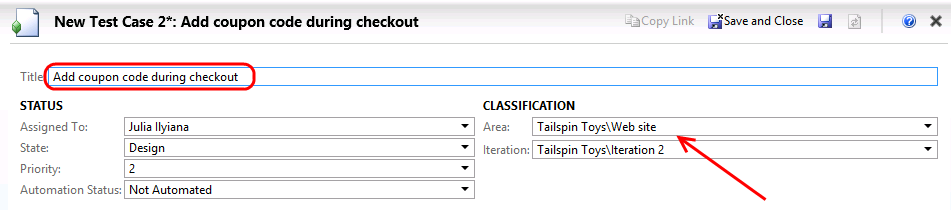 New Test Case 2*: Add coupon code during checkout
Copy Link Save and Close
Title Add coupon code during checkout
STATUS
Assigned To: Julia Ilyiana
State: Design
Priority: 2
Automation Status: Not Automated
CLASSIFICATION
Area: Tailspin Toys\Web site
Iteration: Tailspin Toys\Iteration 2